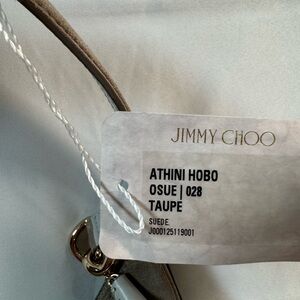 JIMMY CHOO
ATHINI HOBO
OSUE | 028
TAUPE
SUEDE
J000125119001